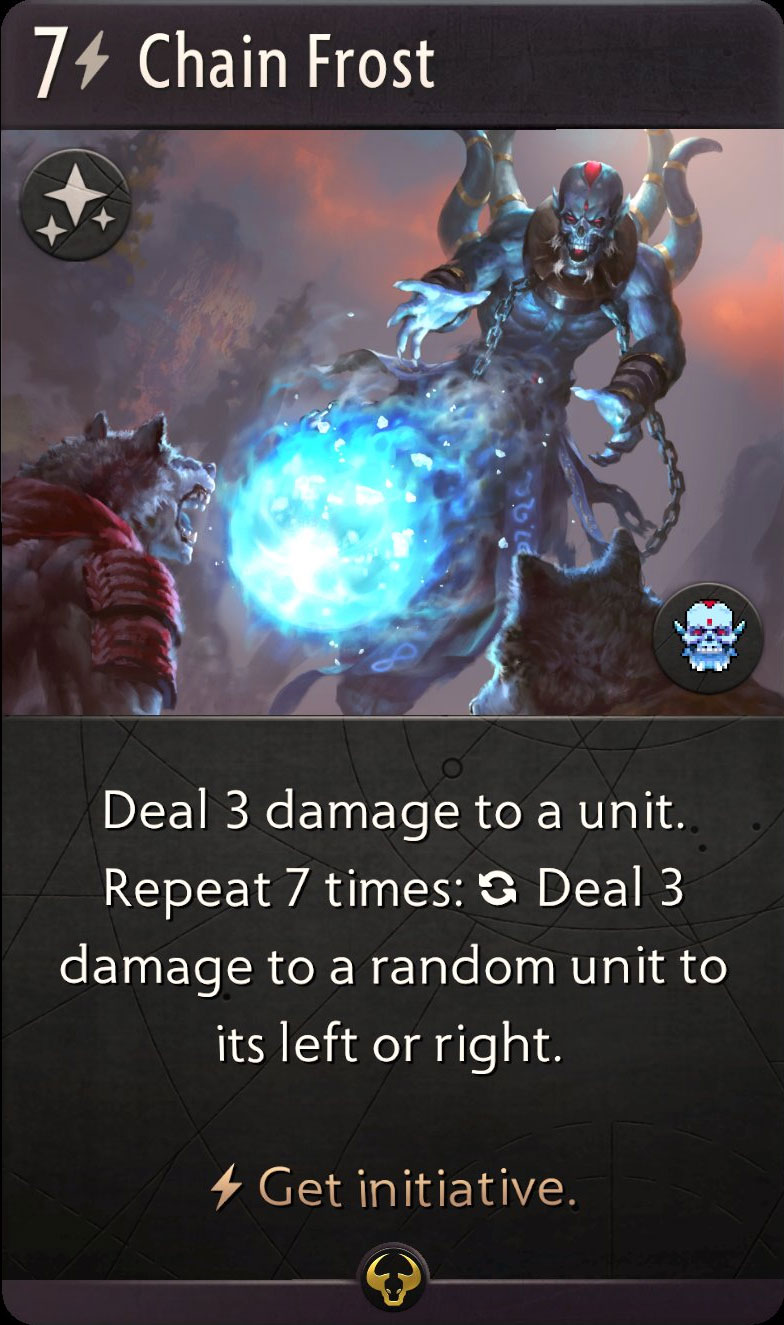 7 Chain Frost
Deal 3 damage to a unit.
Repeat 7 times: Deal 3
damage to a random unit to
its left or right.
Get initiative.